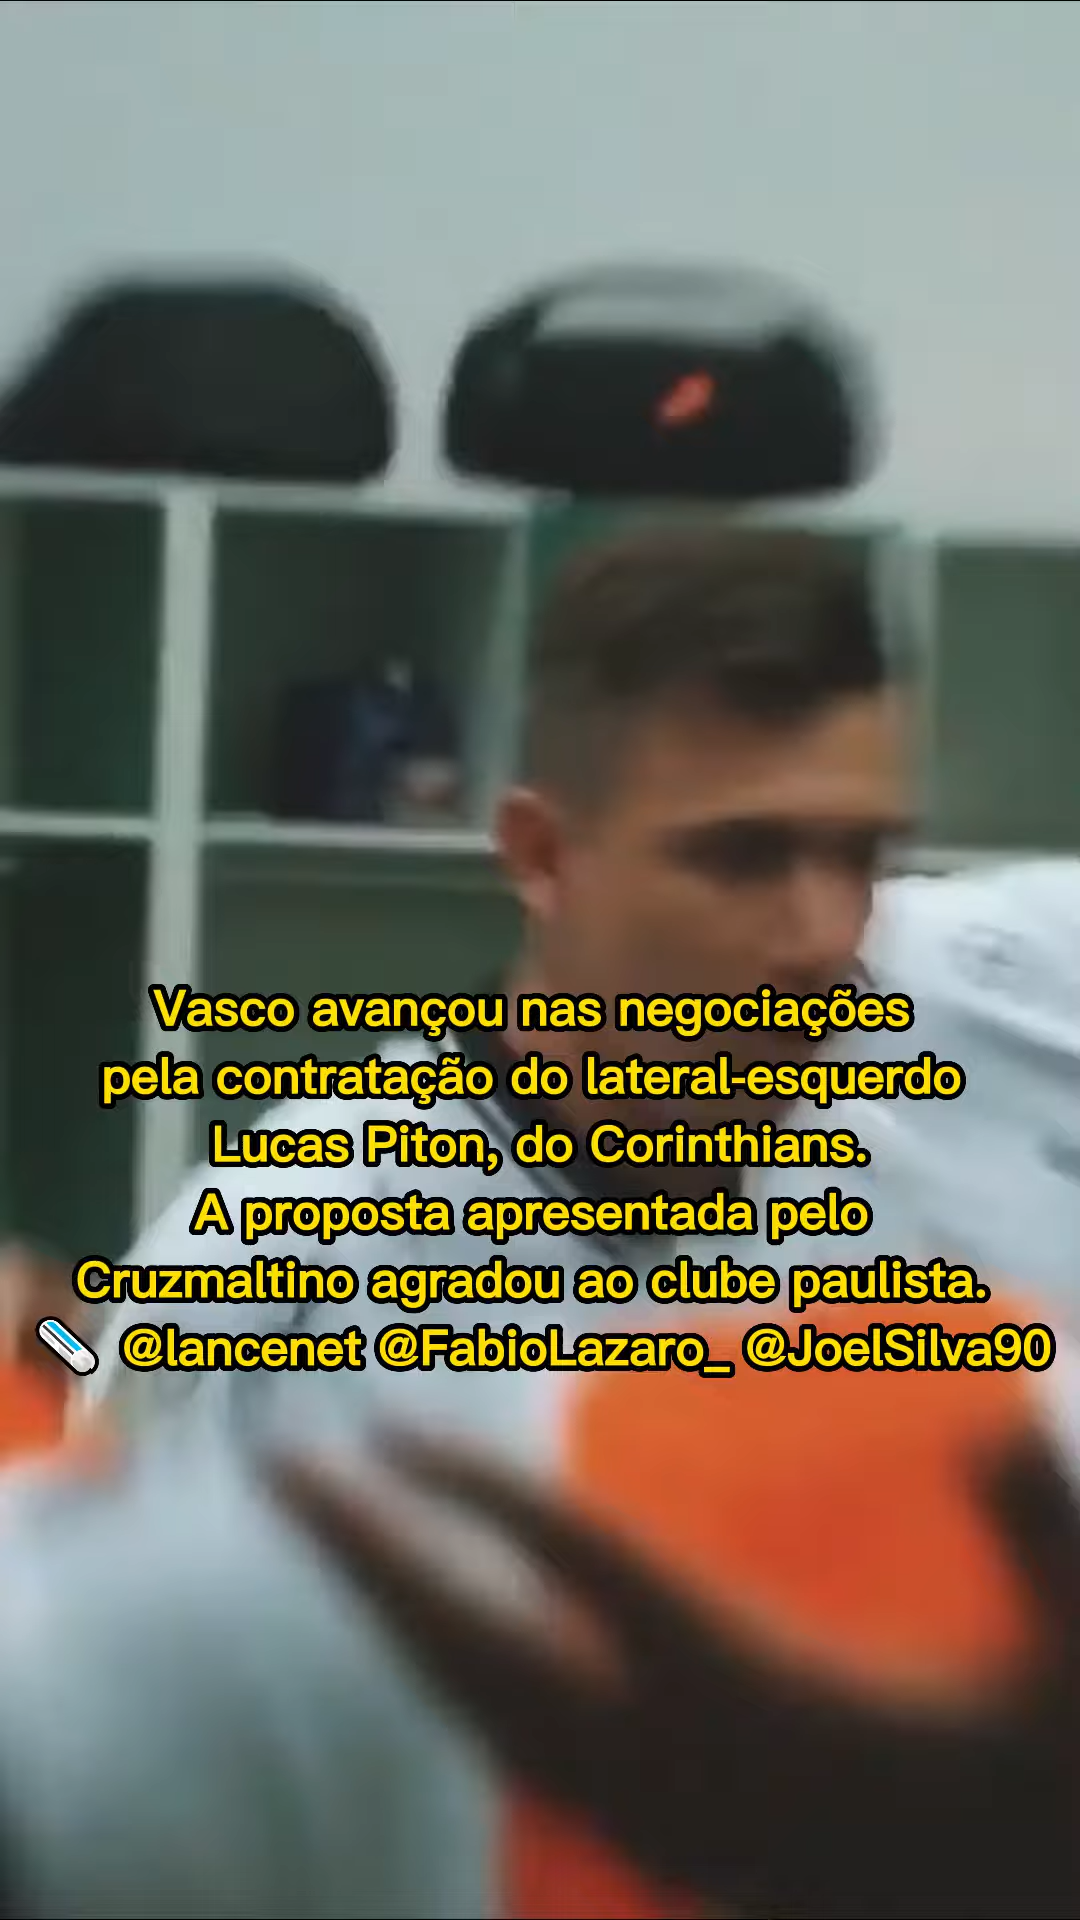 Vasco avançou nas negociações
pela contratação do lateral-esquerdo
Lucas Piton, do Corinthians.
A proposta apresentada pelo
Cruzmaltino agradou ao clube paulista.
@lancenet @FabioLazaro_ @JoelSilva90